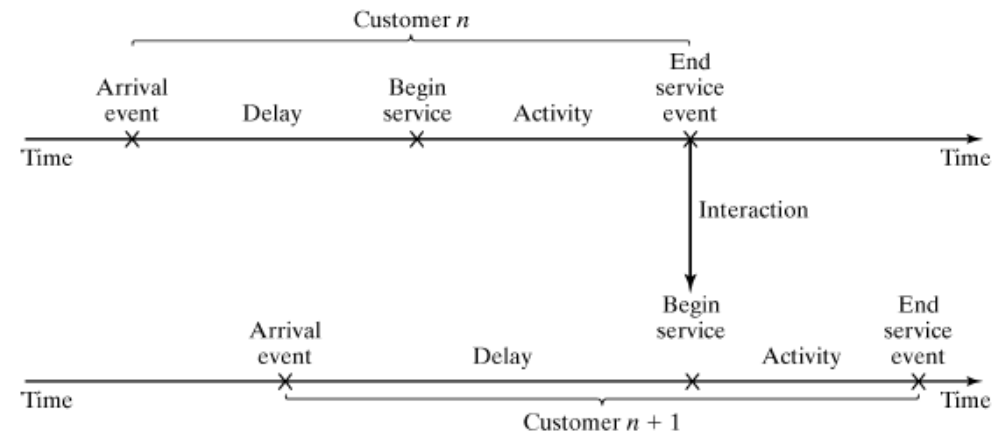 Customer n
Arrival
event
Delay
Begin
service
Activity
End
service
event
Time
Time
Interaction
Arrival
event
Delay
Begin
service
Activity
End
service
event
Time
Time
Customer n + 1